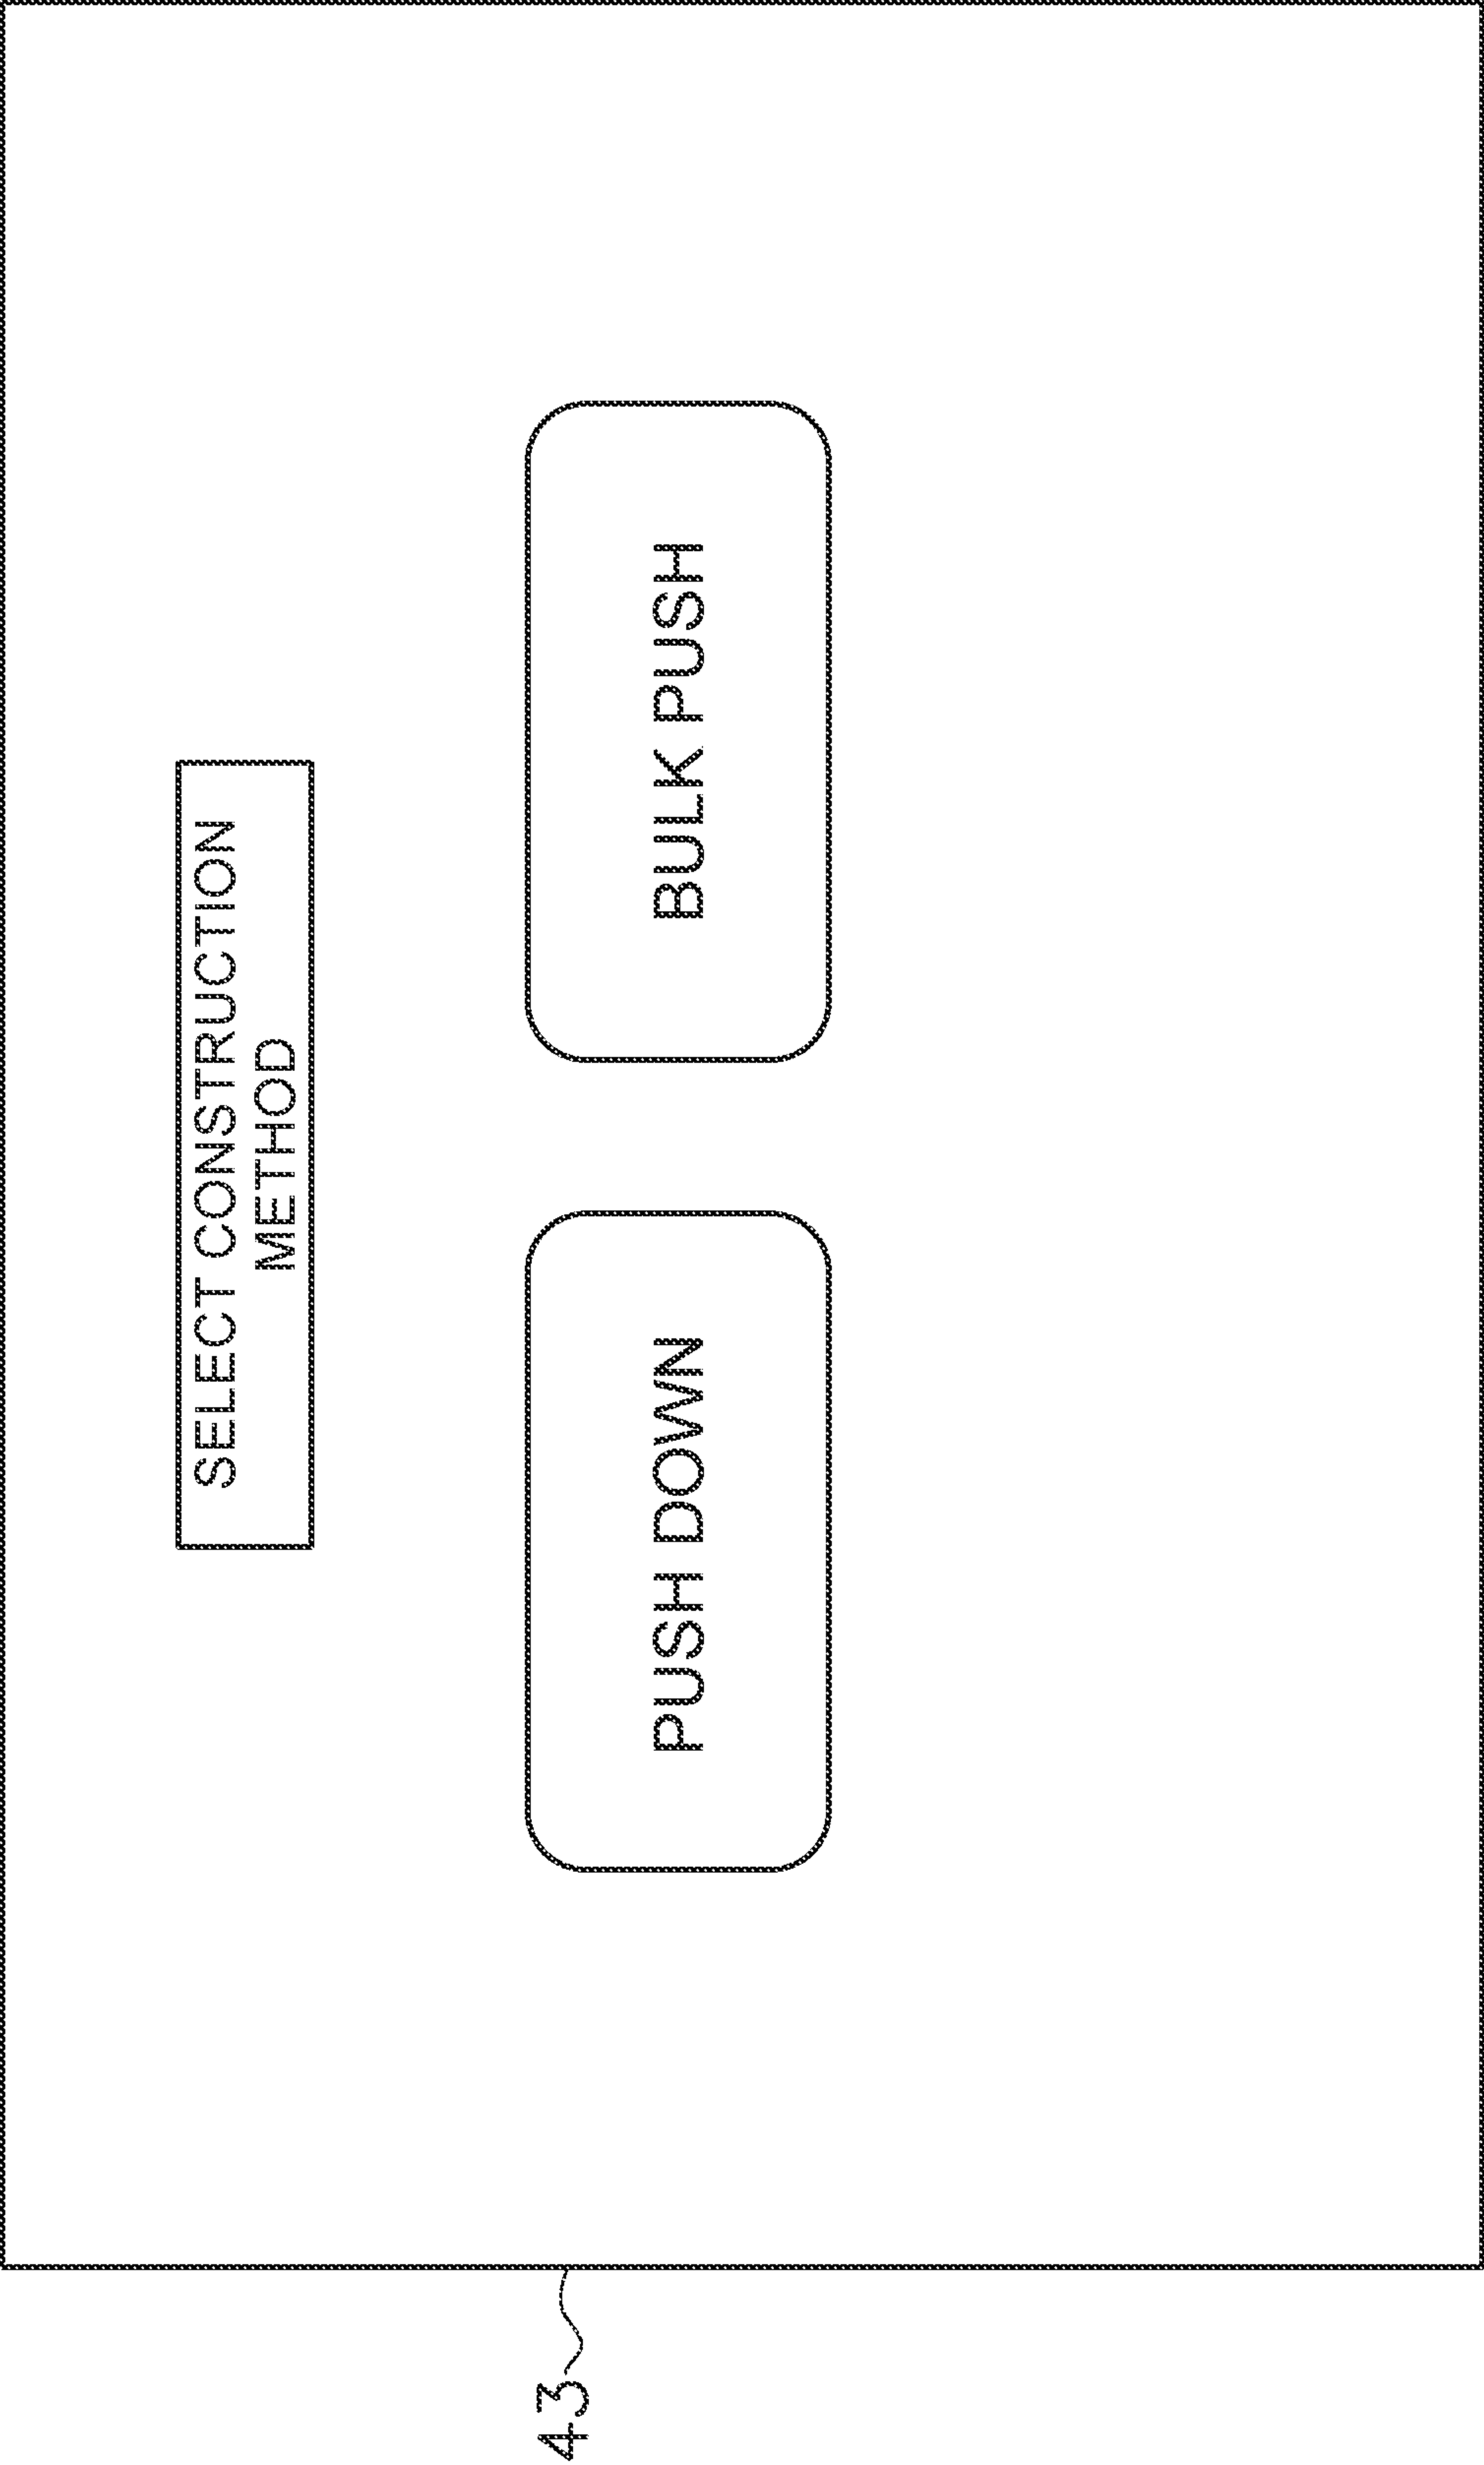 SELECT CONSTRUCTION
METHOD
PUSH DOWN
BULK PUSH
43